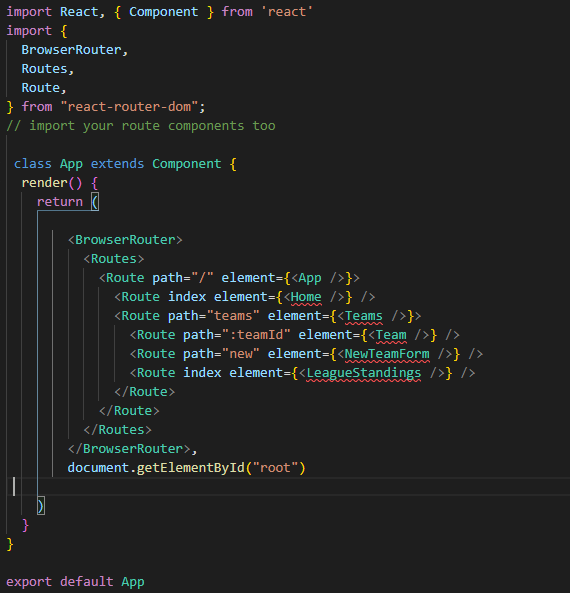 import React, { Component } from 'react'
import {
  BrowserRouter,
  Routes,
  Route,
} from "react-router-dom";
// import your route components too

 class App extends Component {
  render() {
    return (

        <BrowserRouter>
          <Routes>
            <Route path="/" element={<App />}>
              <Route index element={<Home />} />
              <Route path="teams" element={<Teams />}>
                <Route path=":teamId" element={<Team />} />
                <Route path="new" element={<NewTeamForm />} />
                <Route index element={<LeagueStandings />} />
              </Route>
            </Route>
          </Routes>
        </BrowserRouter>,
        document.getElementById("root")

    )
  }
}

export default App